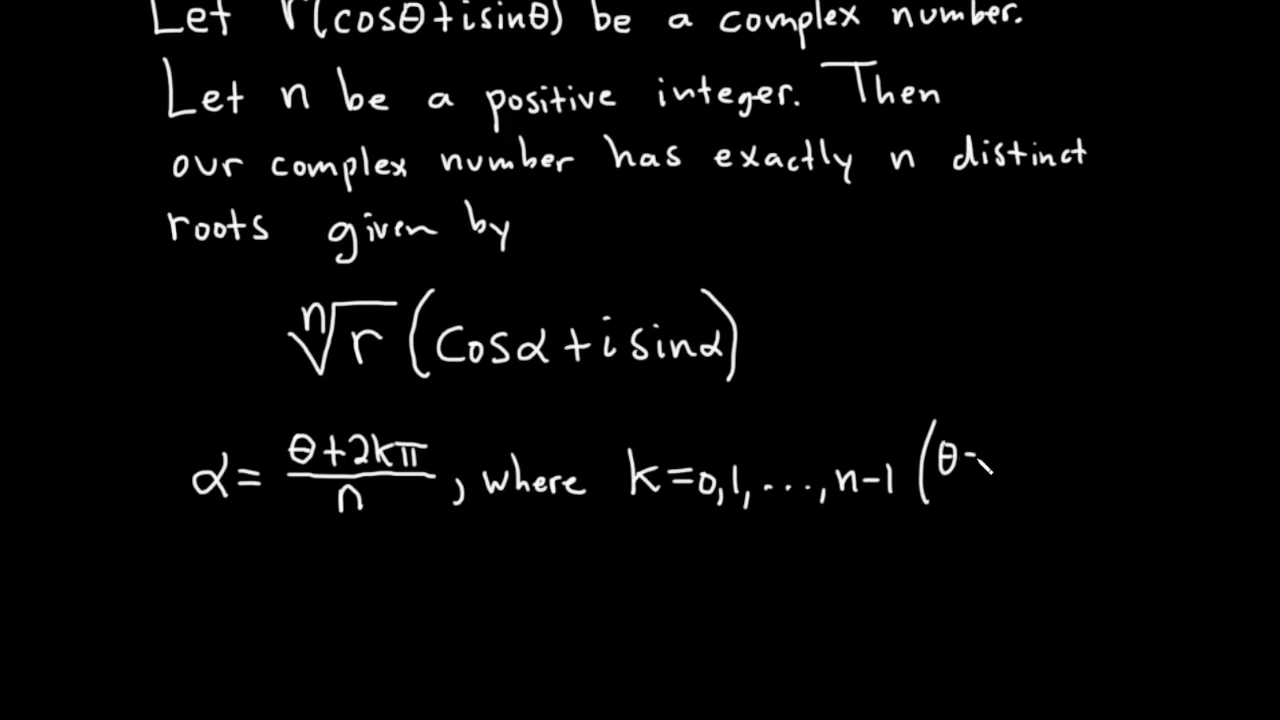 Let r(cosθ+isinθ) be a complex number.
Let n be a positive integer. Then
our complex number has exactly n distinct
roots given by
ⁿ√r (Cosα+isinα)
α= (θ+2kπ)/n , where k=0,1,...,n-1 (θ-